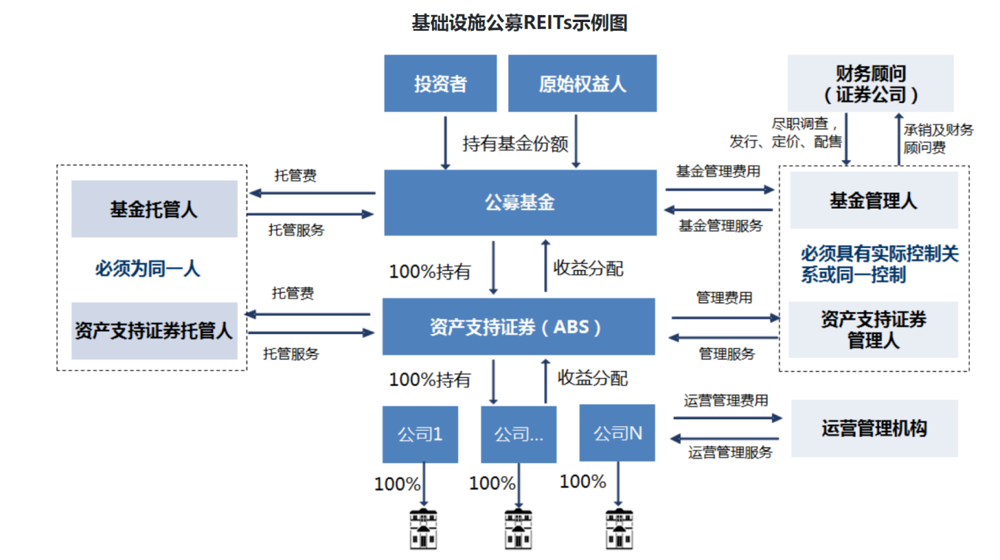 基础设施公募REITs示例图
投资者
原始权益人
财务顾问
（证券公司）
持有基金份额
尽职调查，
发行、定价、配售
承销及财务
顾问费
基金托管人
必须为同一人
资产支持证券托管人
托管费
托管服务
公募基金
基金管理费用
基金管理服务
基金管理人
必须具有实际控制关
系或同一控制
资产支持证券
管理人
100%持有
收益分配
托管费
托管服务
资产支持证券（ABS）
管理费用
管理服务
100%持有
收益分配
公司1
公司...
公司N
运营管理费用
运营管理服务
运营管理机构
100%
100%
100%